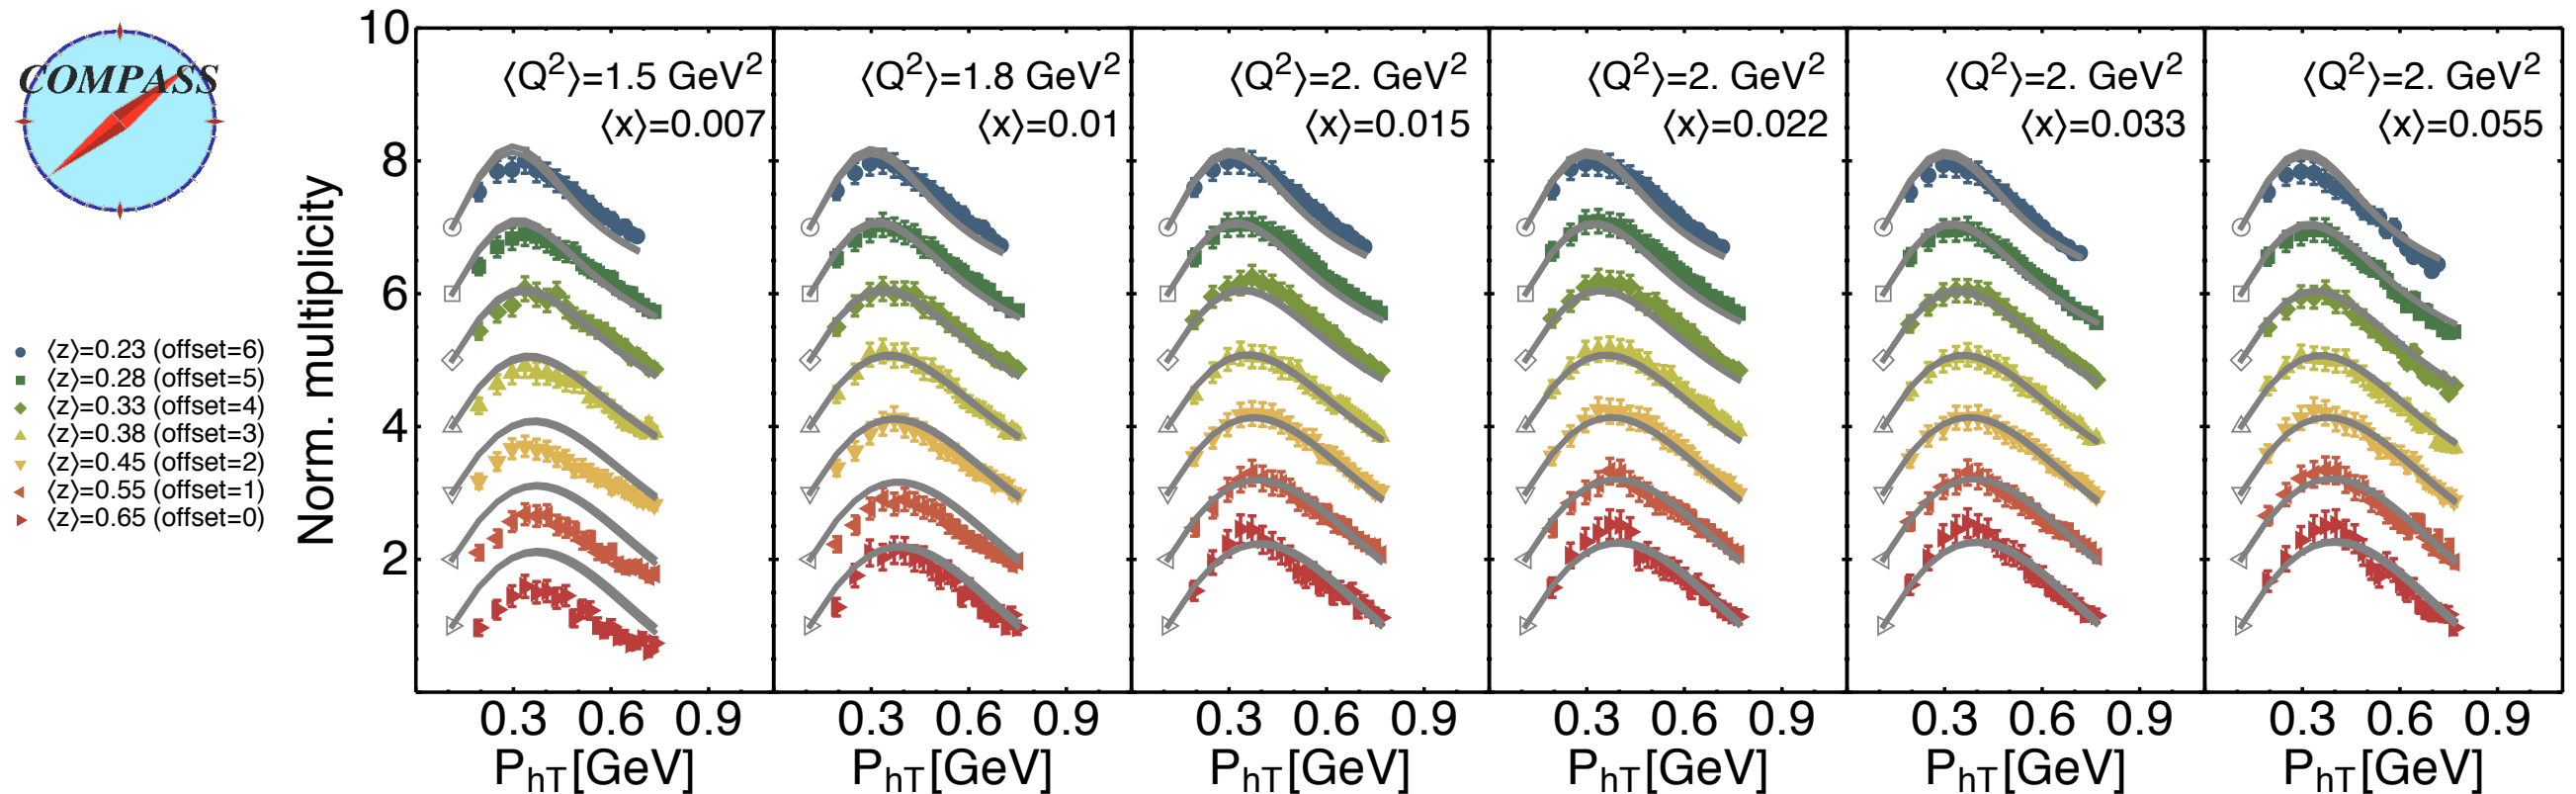 COMPASS
⟨z⟩=0.23 (offset=6)
⟨z⟩=0.28 (offset=5)
⟨z⟩=0.33 (offset=4)
⟨z⟩=0.38 (offset=3)
⟨z⟩=0.45 (offset=2)
⟨z⟩=0.55 (offset=1)
⟨z⟩=0.65 (offset=0)
Norm. multiplicity
10
8
6
4
2
⟨Q²⟩=1.5 GeV²
⟨x⟩=0.007
⟨Q²⟩=1.8 GeV²
⟨x⟩=0.01
⟨Q²⟩=2. GeV²
⟨x⟩=0.015
⟨Q²⟩=2. GeV²
⟨x⟩=0.022
⟨Q²⟩=2. GeV²
⟨x⟩=0.033
⟨Q²⟩=2. GeV²
⟨x⟩=0.055
0.3 0.6 0.9 0.3 0.6 0.9 0.3 0.6 0.9 0.3 0.6 0.9 0.3 0.6 0.9 0.3 0.6 0.9
P_hT[GeV] P_hT[GeV] P_hT[GeV] P_hT[GeV] P_hT[GeV] P_hT[GeV]